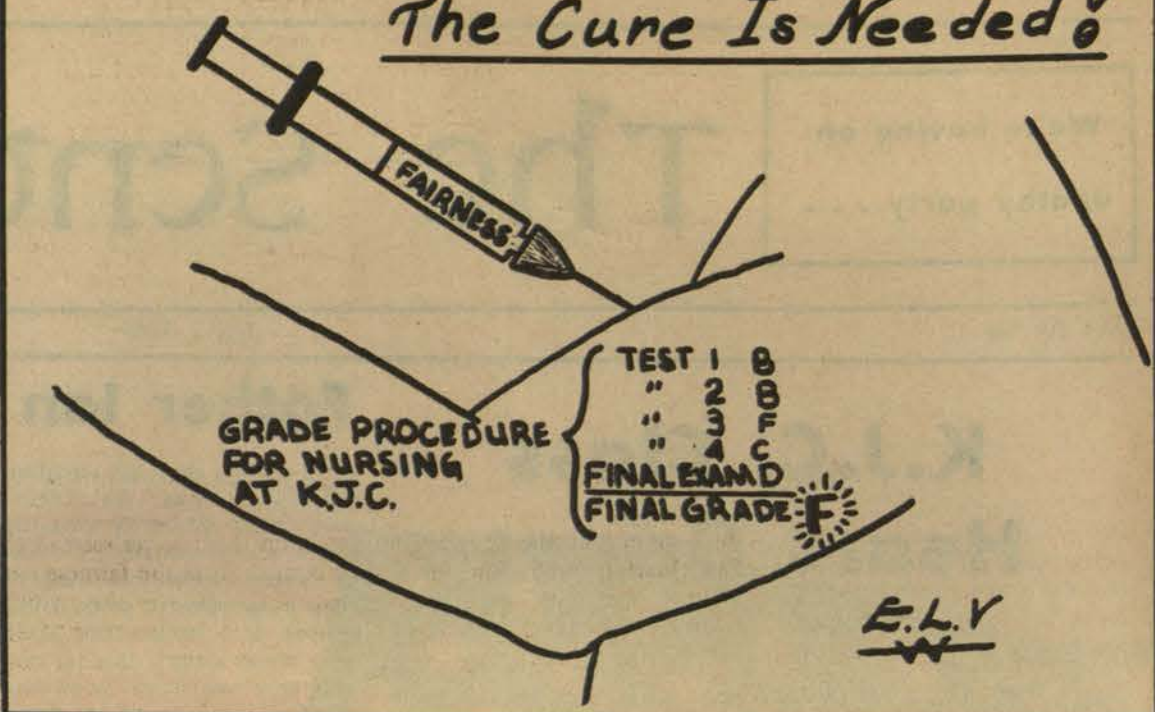 The Cure Is Needed!
FAIRNESS
GRADE PROCEDURE
FOR NURSING
AT K.J.C.
TEST 1 B
" 2 B
" 3 F
" 4 C
FINAL EXAM D
FINAL GRADE F
E.L.V